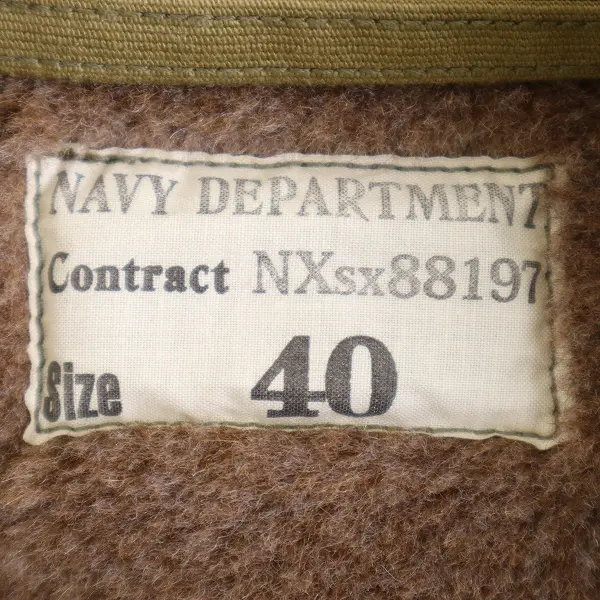 NAVY DEPARTMENT.
Contract NXsx88197
Size 40